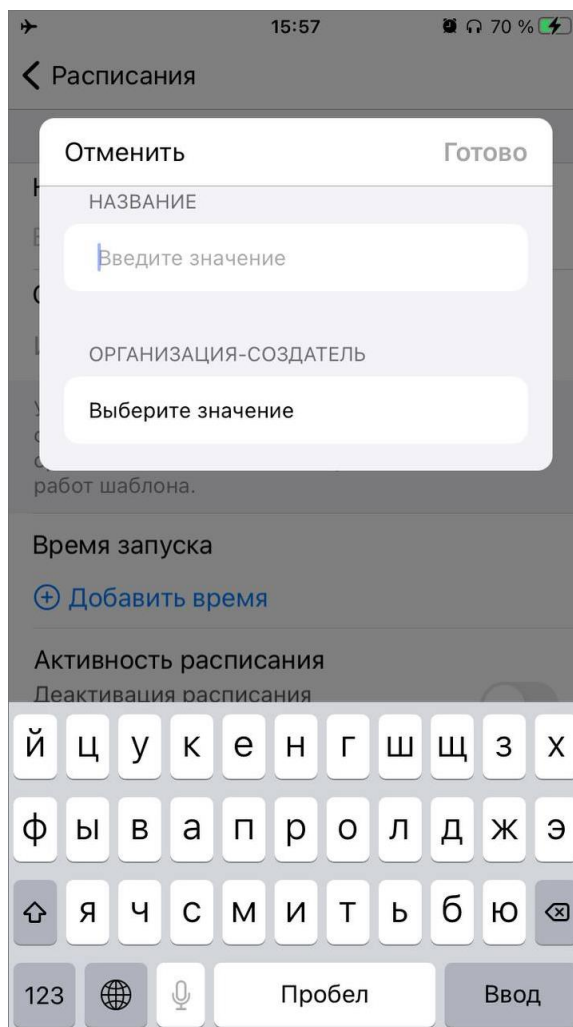 15:57
70 %
Расписания
Отменить
Готово
НАЗВАНИЕ
Введите значение
ОРГАНИЗАЦИЯ-СОЗДАТЕЛЬ
Выберите значение
работ шаблона.
Время запуска
Добавить время
Активность расписания
Деактивация расписания
й ц у к е н г ш щ з х
ф ы в а п р о л д ж э
я ч с м и т ь б ю
123
Пробел
Ввод